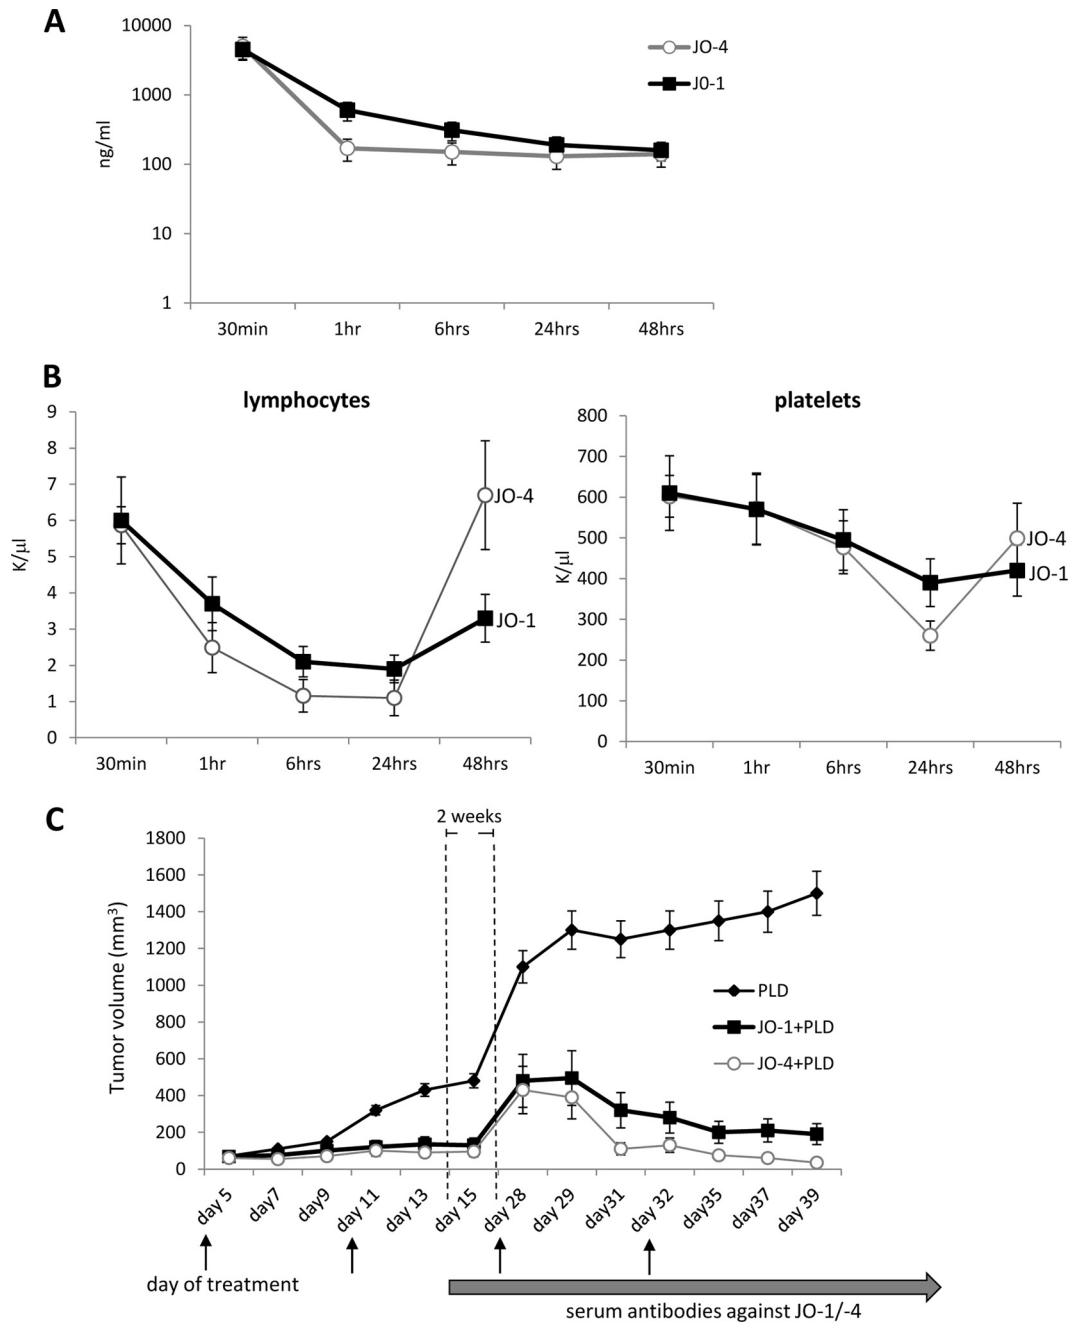 A
10000
1000
100
10
1
ng/ml
30min 1hr 6hrs 24hrs 48hrs
JO-4
J0-1
B
lymphocytes
9
8
7
6
5
4
3
2
1
0
K/μl
30min 1hr 6hrs 24hrs 48hrs
JO-4
JO-1
platelets
800
700
600
500
400
300
200
100
0
K/μl
30min 1hr 6hrs 24hrs 48hrs
JO-4
JO-1
C
2 weeks
1800
1600
1400
1200
1000
800
600
400
200
0
Tumor volume (mm³)
PLD
JO-1+PLD
JO-4+PLD
day 5 day7 day9 day 11 day 13 day 15 day 28 day 29 day31 day 32 day35 day37 day 39
day of treatment
serum antibodies against JO-1/-4